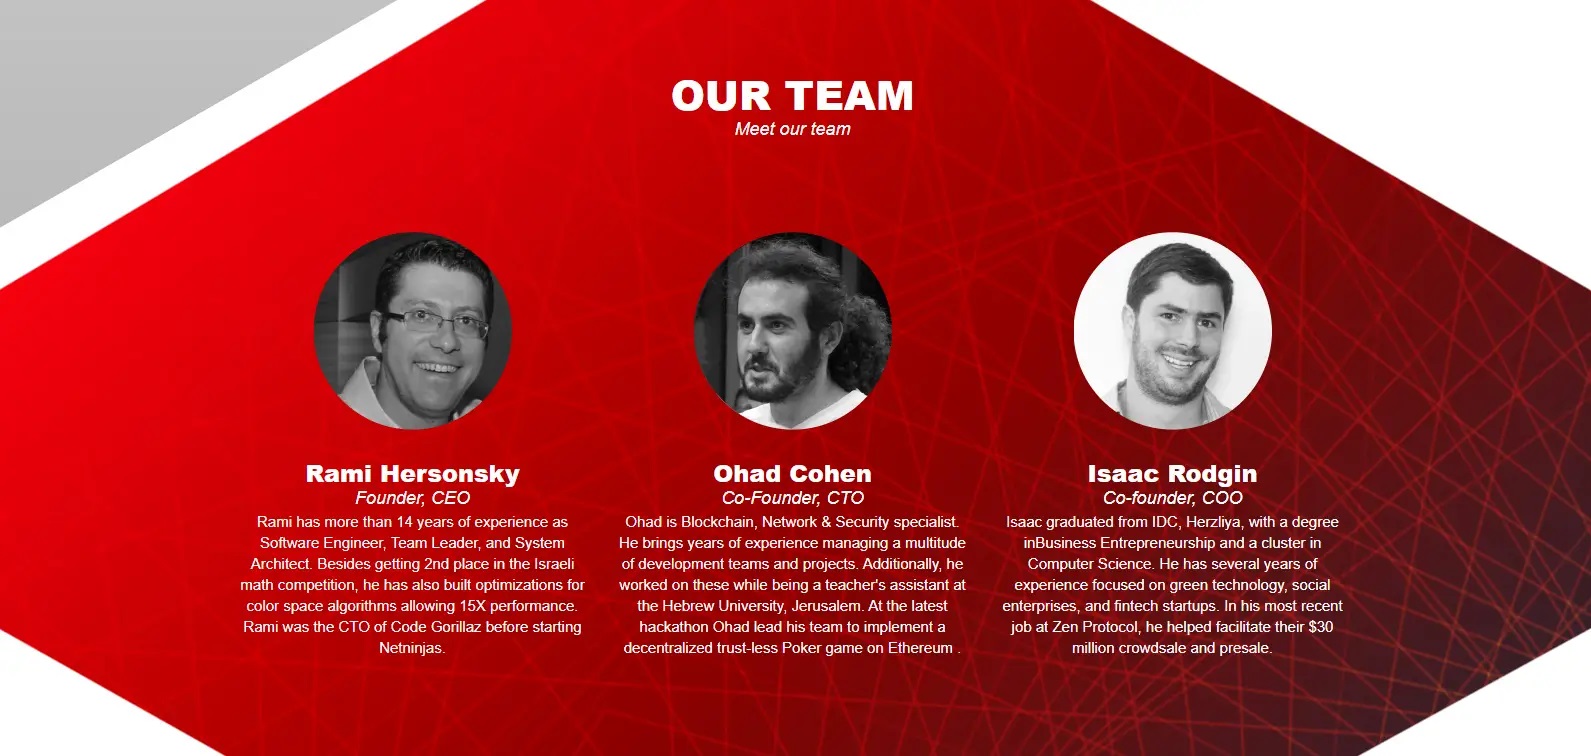 OUR TEAM
Meet our team
Rami Hersonsky
Founder, CEO
Rami has more than 14 years of experience as
Software Engineer, Team Leader, and System
Architect. Besides getting 2nd place in the Israeli
math competition, he has also built optimizations for
color space algorithms allowing 15X performance.
Rami was the CTO of Code Gorillaz before starting
Netninjas.
Ohad Cohen
Co-Founder, CTO
Ohad is Blockchain, Network & Security specialist.
He brings years of experience managing a multitude
of development teams and projects. Additionally, he
worked on these while being a teacher's assistant at
the Hebrew University, Jerusalem. At the latest
hackathon Ohad lead his team to implement a
decentralized trust-less Poker game on Ethereum .
Isaac Rodgin
Co-founder, COO
Isaac graduated from IDC, Herzliya, with a degree
inBusiness Entrepreneurship and a cluster in
Computer Science. He has several years of
experience focused on green technology, social
enterprises, and fintech startups. In his most recent
job at Zen Protocol, he helped facilitate their $30
million crowdsale and presale.